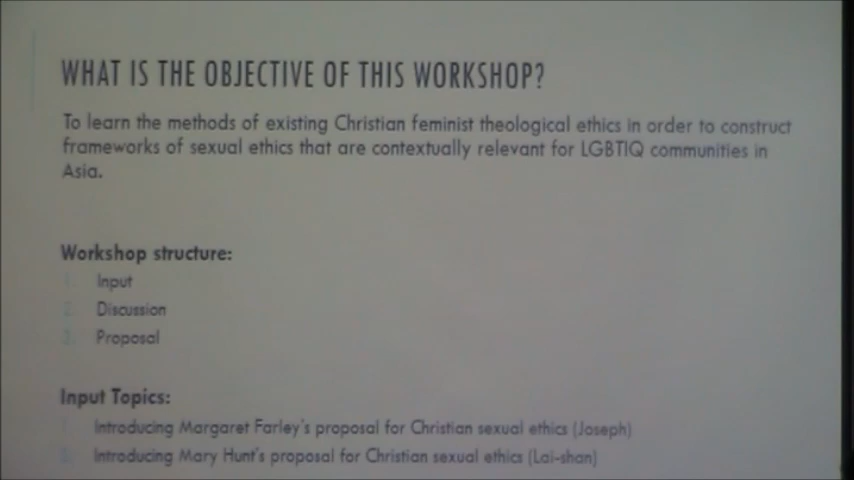 WHAT IS THE OBJECTIVE OF THIS WORKSHOP?
To learn the methods of existing Christian feminist theological ethics in order to construct
frameworks of sexual ethics that are contextually relevant for LGBTIQ communities in
Asia.
Workshop structure:
1. Input
2. Discussion
3. Proposal
Input Topics:
Introducing Margaret Farley's proposal for Christian sexual ethics (Joseph)
Introducing Mary Hunt's proposal for Christian sexual ethics (Lai-shan)